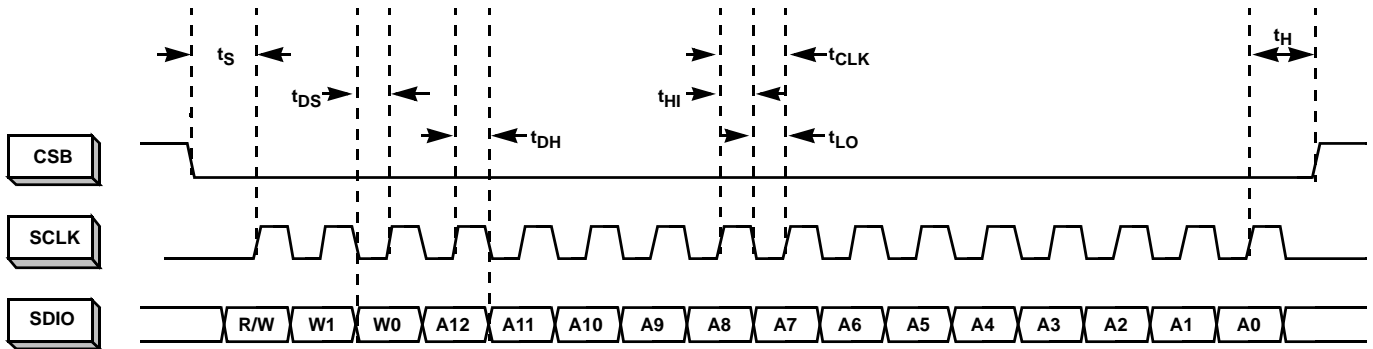 tS
tCLK
tH
tDS
tHI
tDH
tLO
CSB
SCLK
SDIO R/W W1 W0 A12 A11 A10 A9 A8 A7 A6 A5 A4 A3 A2 A1 A0